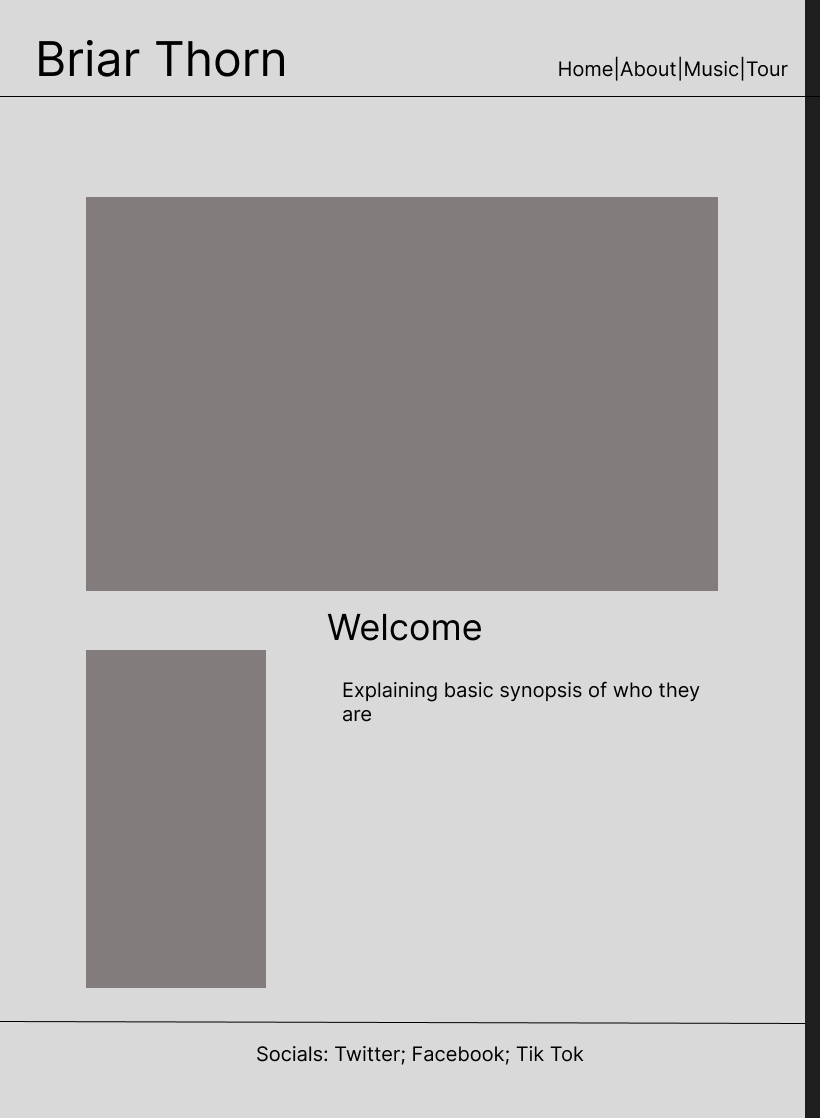 Briar Thorn
Home|About|Music|Tour
Welcome
Explaining basic synopsis of who they
are
Socials: Twitter; Facebook; Tik Tok